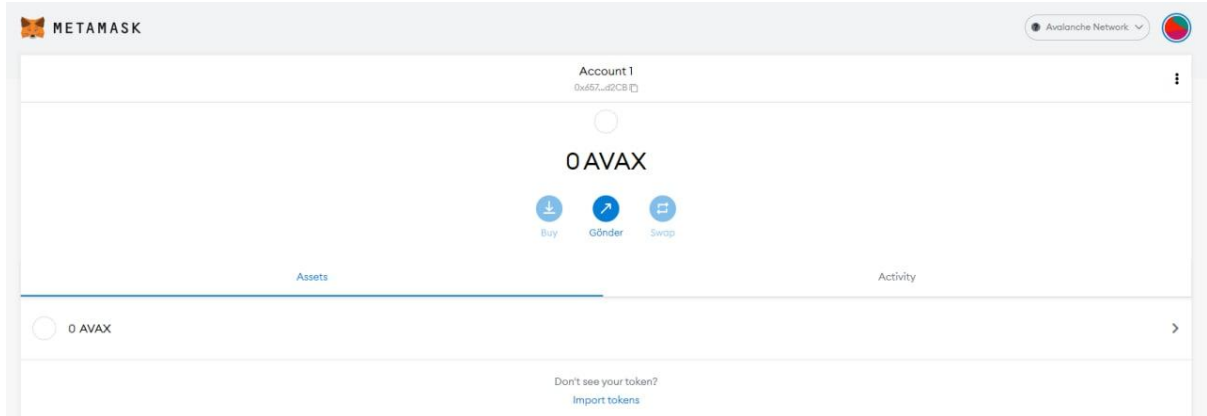 METAMASK
Avalanche Network
Account 1
0x657...d2CB
0 AVAX
Buy
Gönder
Swap
Assets
Activity
0 AVAX
Don't see your token?
Import tokens